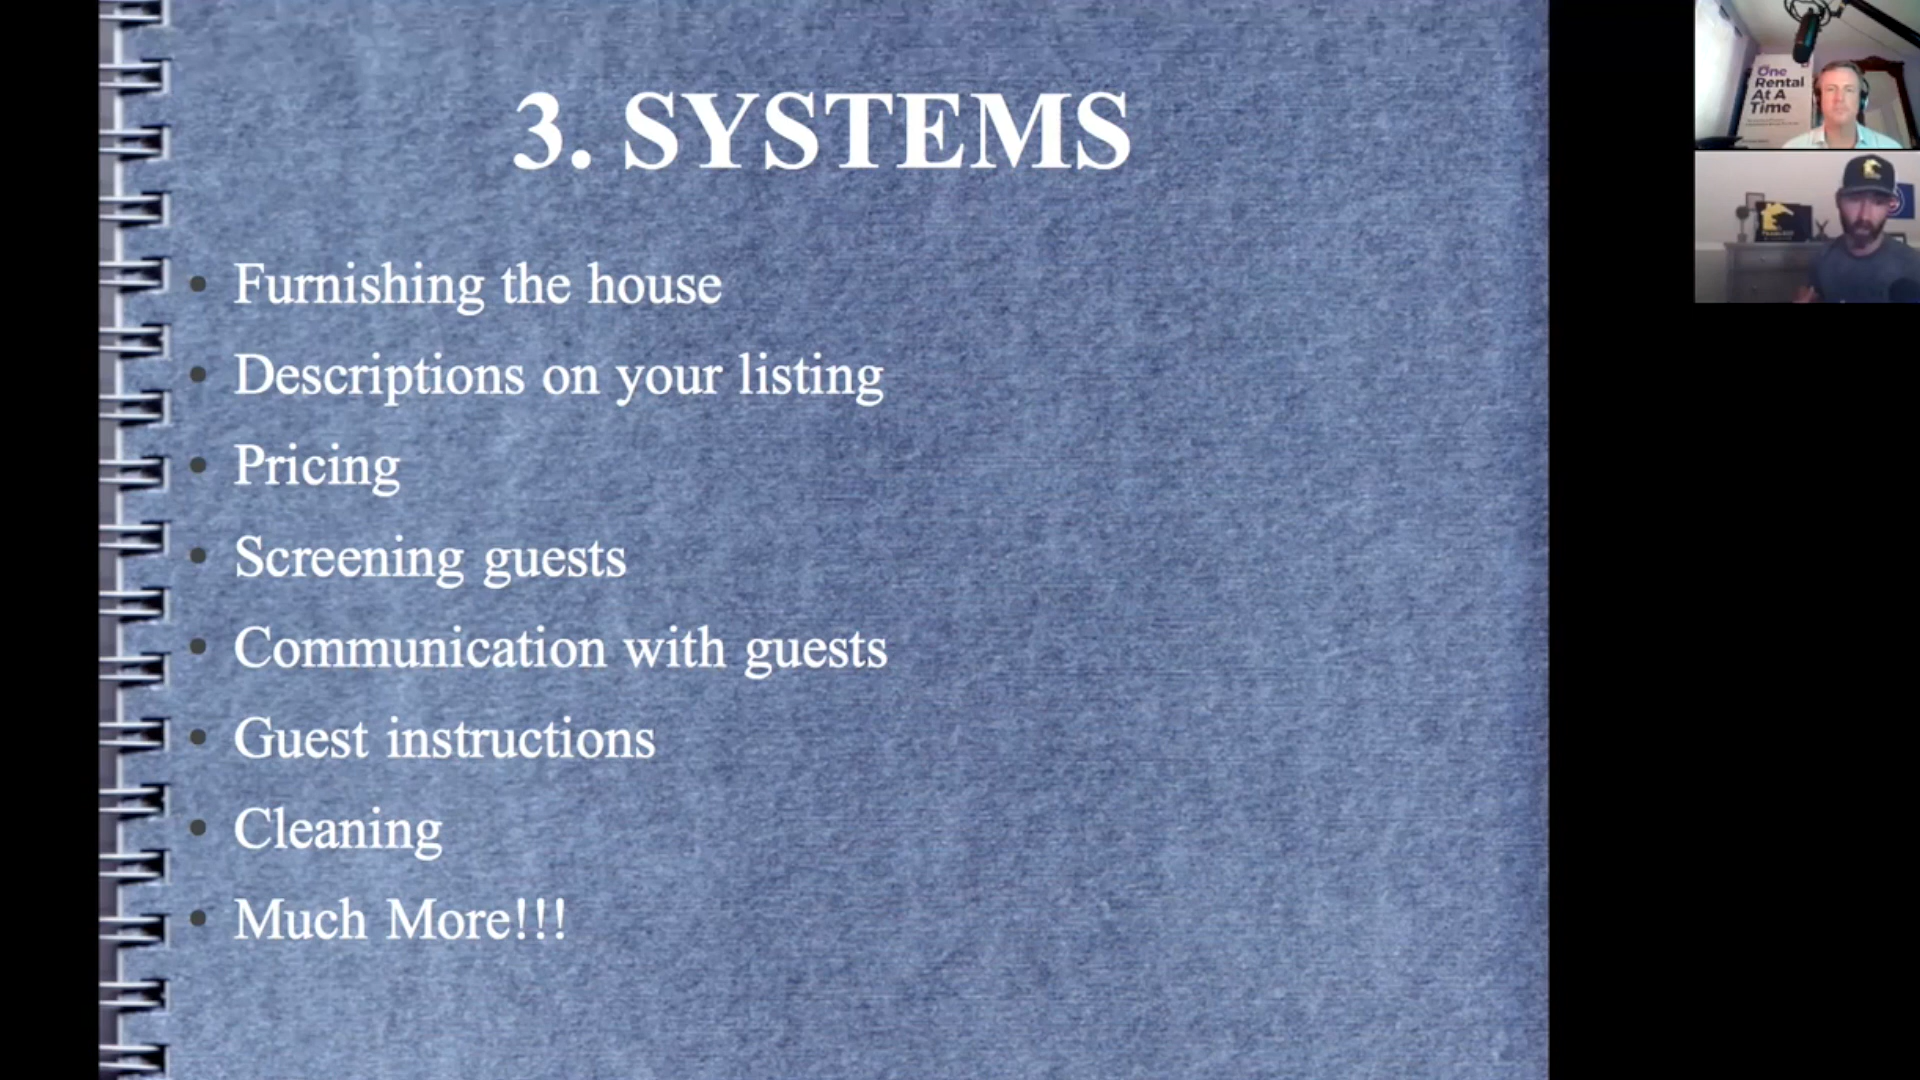 3. SYSTEMS
• Furnishing the house
• Descriptions on your listing
• Pricing
• Screening guests
• Communication with guests
• Guest instructions
• Cleaning
• Much More!!!
One
Rental
At A
Time